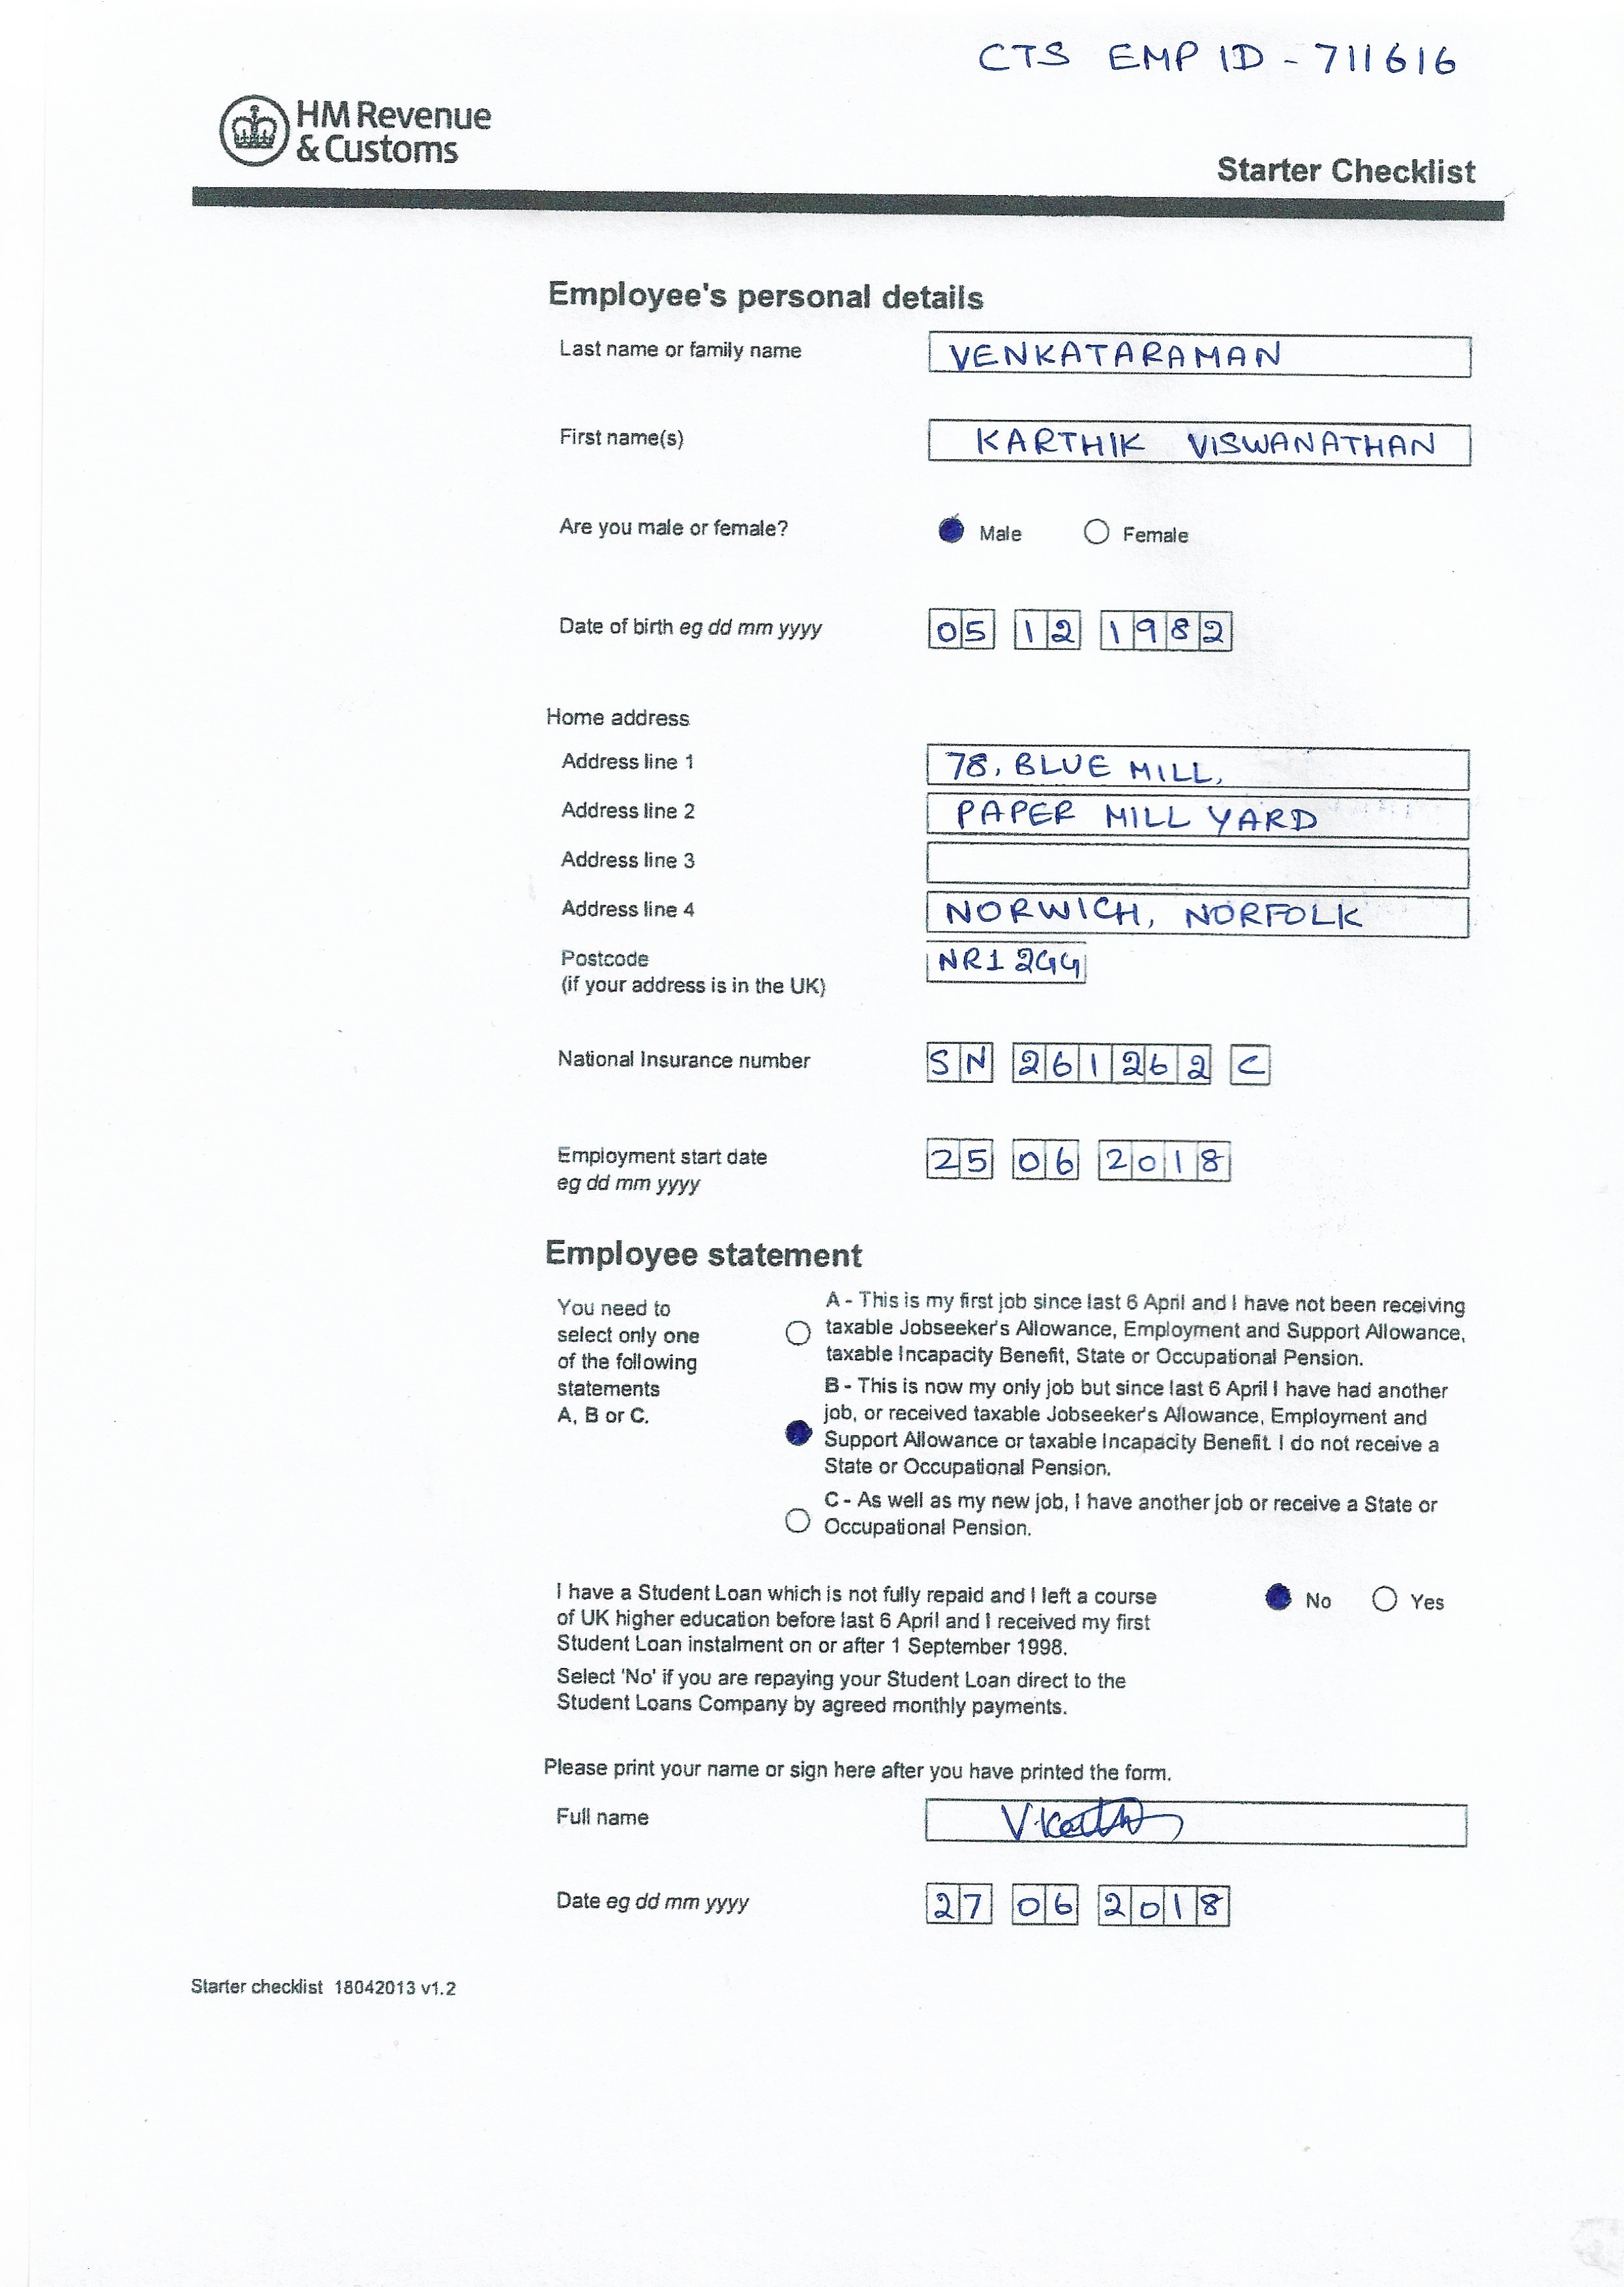 CTS EMP ID - 711616
HM Revenue
& Customs
Starter Checklist
Employee's personal details
Last name or family name VENKATARAMAN
First name(s) KARTHIK VISWANATHAN
Are you male or female? Male Female
Date of birth eg dd mm yyyy 05 12 1982
Home address
Address line 1 78, BLUE MILL,
Address line 2 PAPER MILL YARD
Address line 3
Address line 4 NORWICH, NORFOLK
Postcode NR1 2GG
(if your address is in the UK)
National Insurance number SN 261262 C
Employment start date 25 06 2018
eg dd mm yyyy
Employee statement
You need to
select only one
of the following
statements
A, B or C.
A - This is my first job since last 6 April and I have not been receiving
taxable Jobseeker's Allowance, Employment and Support Allowance,
taxable Incapacity Benefit, State or Occupational Pension.
B - This is now my only job but since last 6 April I have had another
job, or received taxable Jobseeker's Allowance, Employment and
Support Allowance or taxable Incapacity Benefit. I do not receive a
State or Occupational Pension.
C - As well as my new job, I have another job or receive a State or
Occupational Pension.
I have a Student Loan which is not fully repaid and I left a course
of UK higher education before last 6 April and I received my first
Student Loan instalment on or after 1 September 1998.
No Yes
Select 'No' if you are repaying your Student Loan direct to the
Student Loans Company by agreed monthly payments.
Please print your name or sign here after you have printed the form.
Full name
Date eg dd mm yyyy 27 06 2018
Starter checklist 18042013 v1.2